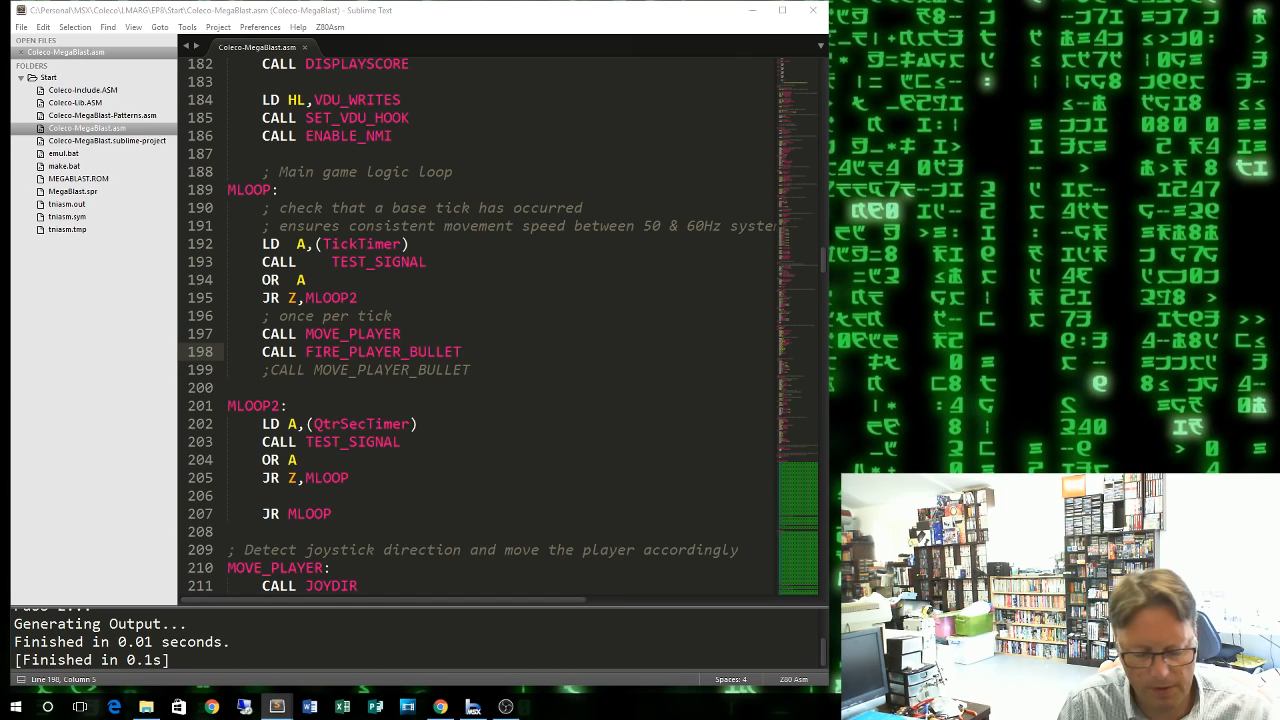 C:\Personal\MSX\Coleco\LMARG\EP8\Start\Coleco-MegaBlast.asm (Coleco-MegaBlast) - Sublime Text
File Edit Selection Find View Goto Tools Project Preferences Help Z80Asm
OPEN FILES
Coleco-MegaBlast.asm
FOLDERS
Start
Coleco-Include.ASM
Coleco-Lib.ASM
Coleco-MegaBlast-Patterns.asm
Coleco-MegaBlast.asm
Coleco-MegaBlast.sublime-project
emul.bat
make.bat
MEGABLAST.ROM
MegaBlast.spr
tniasm.out
tniasm.sym
tniasm.tmp
Coleco-MegaBlast.asm
182 CALL DISPLAYSCORE
183
184 LD HL,VDU_WRITES
185 CALL SET_VDU_HOOK
186 CALL ENABLE_NMI
187
188 ; Main game logic loop
189 MLOOP:
190 ; check that a base tick has occurred
191 ; ensures consistent movement speed between 50 & 60Hz syste
192 LD A,(TickTimer)
193 CALL TEST_SIGNAL
194 OR A
195 JR Z,MLOOP2
196 ; once per tick
197 CALL MOVE_PLAYER
198 CALL FIRE_PLAYER_BULLET
199 ;CALL MOVE_PLAYER_BULLET
200
201 MLOOP2:
202 LD A,(QtrSecTimer)
203 CALL TEST_SIGNAL
204 OR A
205 JR Z,MLOOP
206
207 JR MLOOP
208
209 ; Detect joystick direction and move the player accordingly
210 MOVE_PLAYER:
211 CALL JOYDIR
Generating Output...
Finished in 0.01 seconds.
[Finished in 0.1s]
Line 198, Column 5
Spaces: 4
Z80 Asm